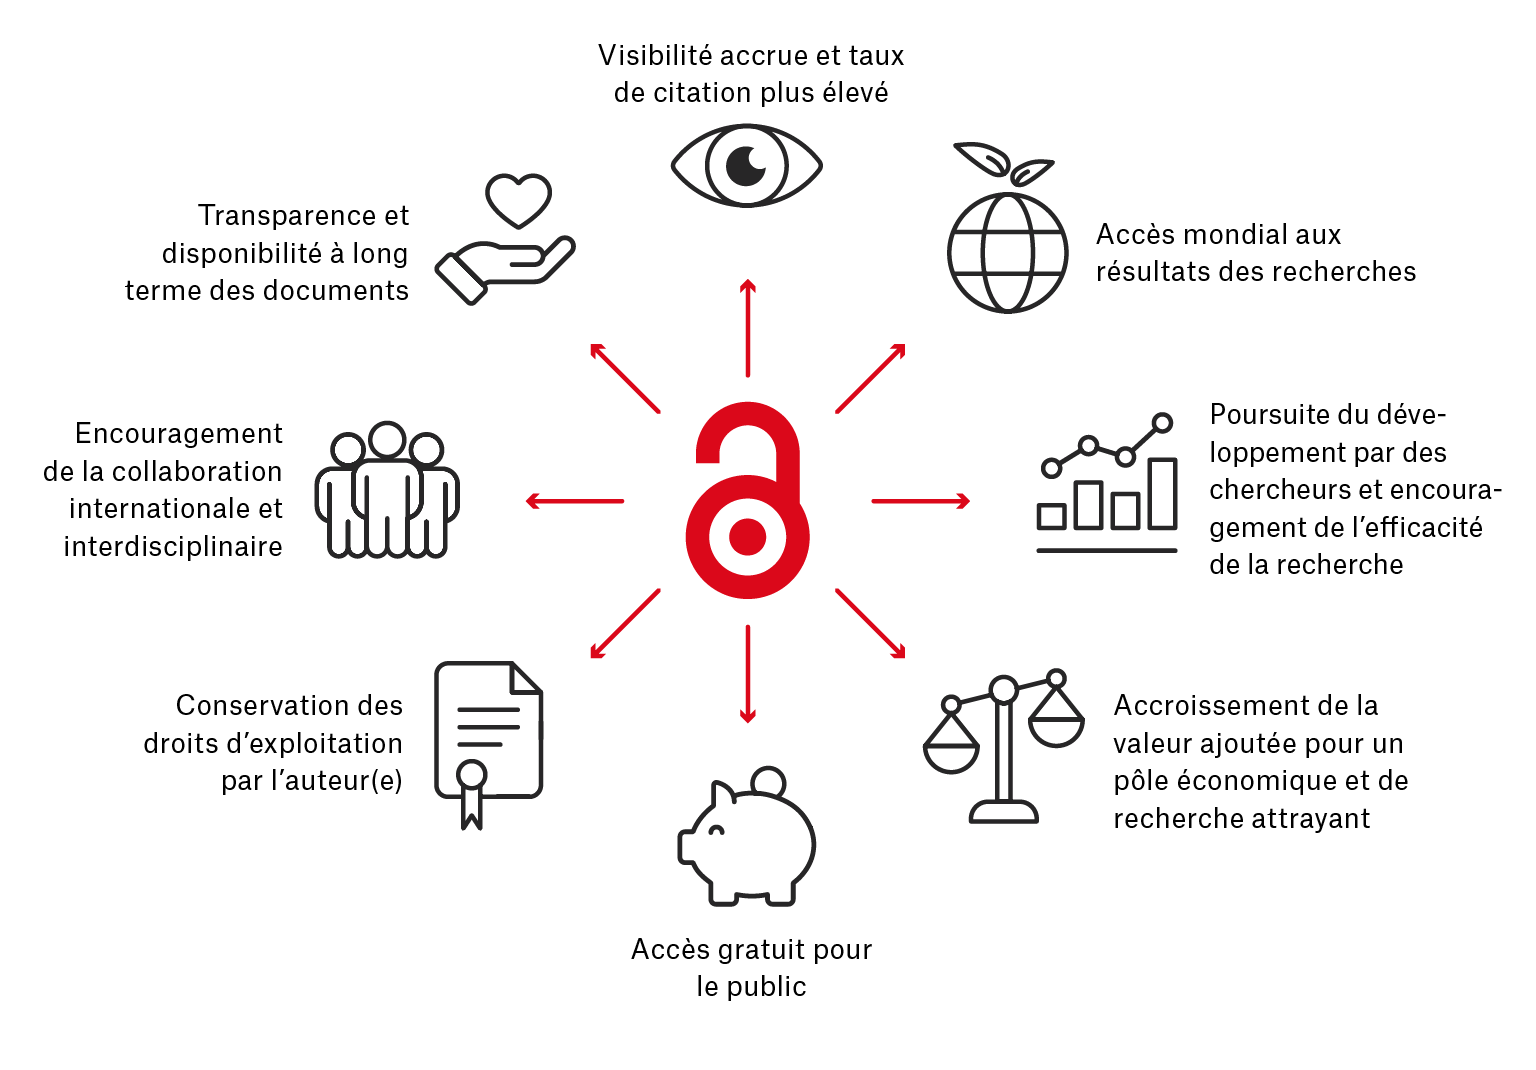 Visibilité accrue et taux
de citation plus élevé
Accès mondial aux
résultats des recherches
Poursuite du déve-
loppement par des
chercheurs et encoura-
gement de l’efficacité
de la recherche
Accroissement de la
valeur ajoutée pour un
pôle économique et de
recherche attrayant
Accès gratuit pour
le public
Conservation des
droits d’exploitation
par l’auteur(e)
Encouragement
de la collaboration
internationale et
interdisciplinaire
Transparence et
disponibilité à long
terme des documents